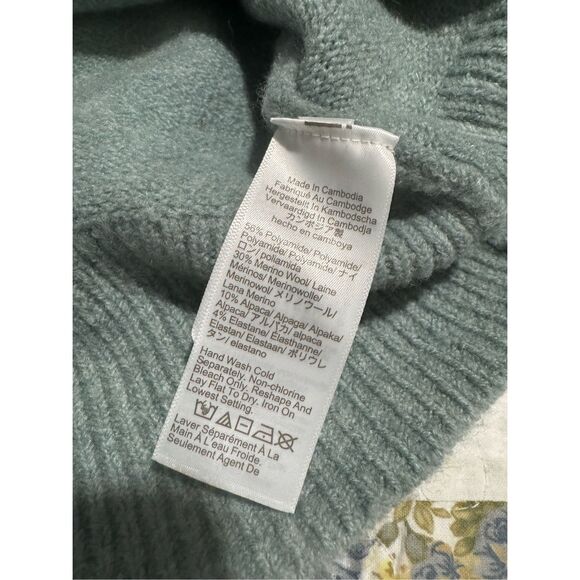 Made In Cambodia
Fabriqué Au Cambodge
Hergestellt In Kambodscha
Vervaardigd In Cambodja
カンボジア製
hecho en camboya
56% Polyamide/ Polyamide/
Polyamide/ Polyamide/ ナイ
ロン/ poliamida
30% Merino Wool/ Laine
Mérinos/ Merinowolle/
Merinowol/ メリノウール/
Lana Merino
10% Alpaca/ Alpaga/ Alpaka/
Alpaca/ アルパカ/ alpaca
4% Elastane/ Élasthanne/
Elastan/ Elastaan/ ポリウレ
タン/ elastano
Hand Wash Cold
Separately. Non-chlorine
Bleach Only. Reshape And
Lay Flat To Dry. Iron On
Lowest Setting.
Laver Séparément À La
Main À L'eau Froide.
Seulement Agent De